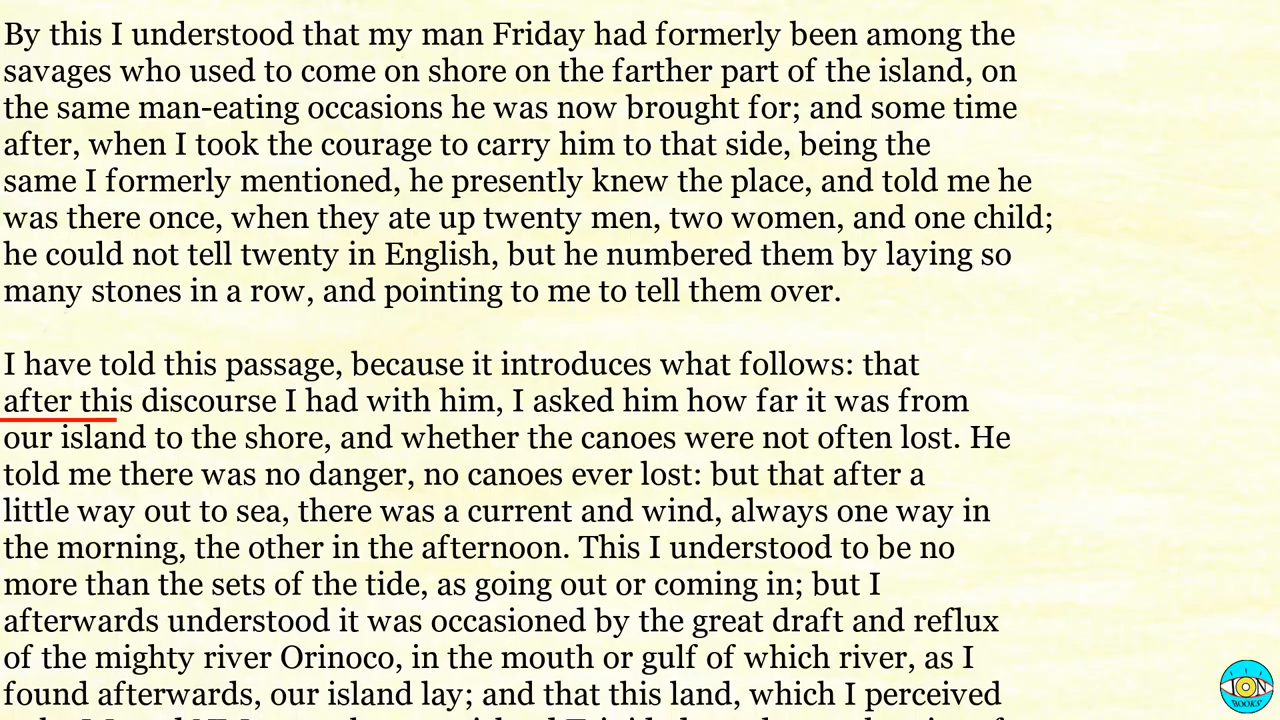 By this I understood that my man Friday had formerly been among the
savages who used to come on shore on the farther part of the island, on
the same man-eating occasions he was now brought for; and some time
after, when I took the courage to carry him to that side, being the
same I formerly mentioned, he presently knew the place, and told me he
was there once, when they ate up twenty men, two women, and one child;
he could not tell twenty in English, but he numbered them by laying so
many stones in a row, and pointing to me to tell them over.
I have told this passage, because it introduces what follows: that
after this discourse I had with him, I asked him how far it was from
our island to the shore, and whether the canoes were not often lost. He
told me there was no danger, no canoes ever lost: but that after a
little way out to sea, there was a current and wind, always one way in
the morning, the other in the afternoon. This I understood to be no
more than the sets of the tide, as going out or coming in; but I
afterwards understood it was occasioned by the great draft and reflux
of the mighty river Orinoco, in the mouth or gulf of which river, as I
found afterwards, our island lay; and that this land, which I perceived
ION
BOOKS